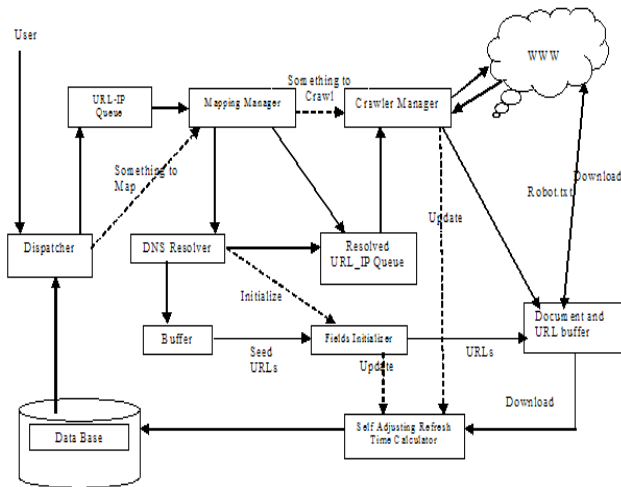 User
WWW
Something to
Crawl
URL-IP
Queue
Mapping Manager
Crawler Manager
Something to
Map
Download
Robot.txt
Update
Dispatcher
DNS Resolver
Resolved
URL_IP Queue
Initialize
Document and
URL buffer
Buffer
Fields Initializer
Seed
URLs
URLs
Update
Download
Self Adjusting Refresh
Time Calculator
Data Base